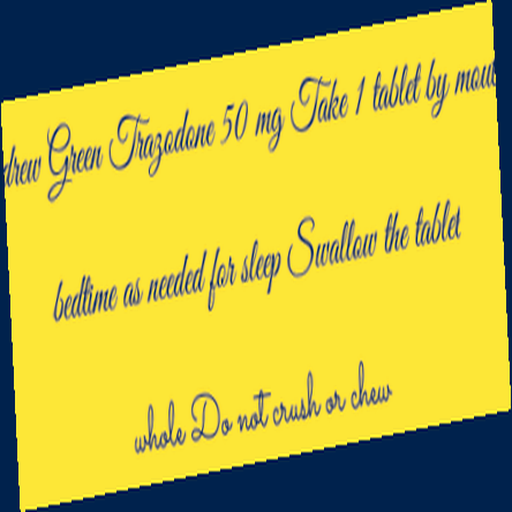 Green Trazodone 50 mg Take 1 tablet by
bedtime as needed for sleep Swallow the tablet
whole Do not crush or chew